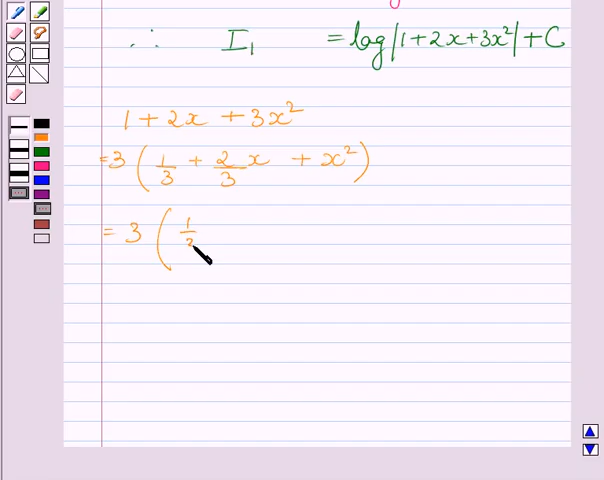 ∴ I₁ = log|1+2x+3x²|+C
1 + 2x + 3x²
=3(1/3 + 2/3 x + x²)
= 3(1/3